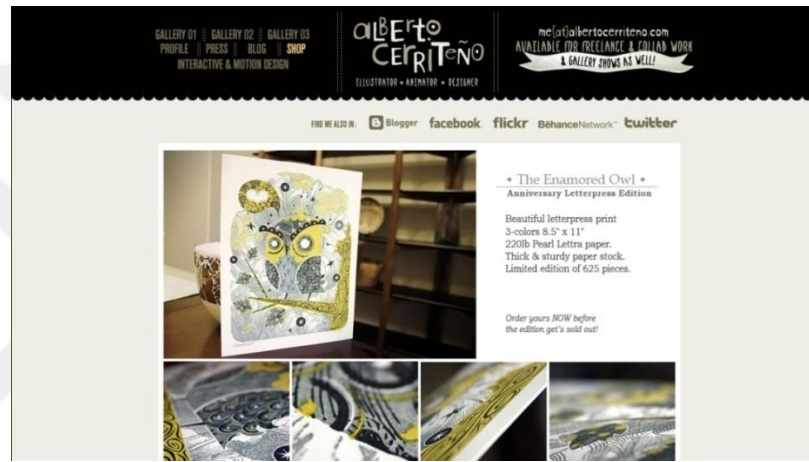 GALLERY 01 GALLERY 02 GALLERY 03
PROFILE PRESS BLOG SHOP
INTERACTIVE & MOTION DESIGN
alBERto
CERRITEñO
ILLUSTRATOR • ANIMATOR • DESIGNER
me[at]albertocerriteno.com
AVAILABLE FOR FREELANCE & COLLAB WORK
& GALLERY SHOWS AS WELL!
FIND ME ALSO IN: Blogger facebook. flickr BēhanceNetwork™ twitter
• The Enamored Owl •
Anniversary Letterpress Edition
Beautiful letterpress print
3-colors 8.5" x 11"
220lb Pearl Lettra paper.
Thick & sturdy paper stock.
Limited edition of 625 pieces.
Order yours NOW before
the edition get's sold out!